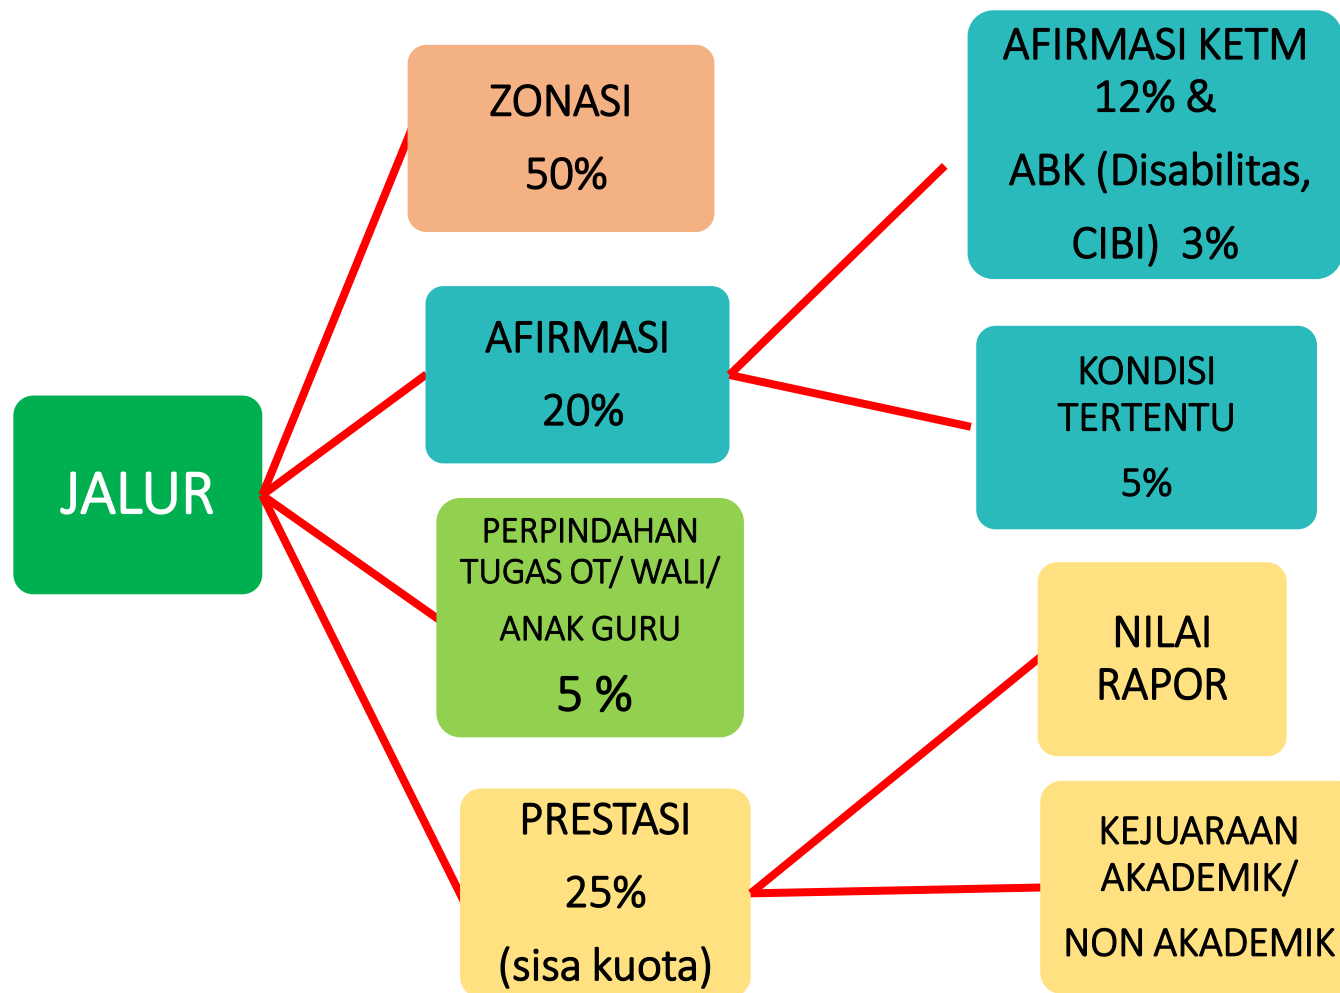 JALUR
ZONASI
50%
AFIRMASI
20%
PERPINDAHAN
TUGAS OT/ WALI/
ANAK GURU
5 %
PRESTASI
25%
(sisa kuota)
AFIRMASI KETM
12% &
ABK (Disabilitas,
CIBI) 3%
KONDISI
TERTENTU
5%
NILAI
RAPOR
KEJUARAAN
AKADEMIK/
NON AKADEMIK